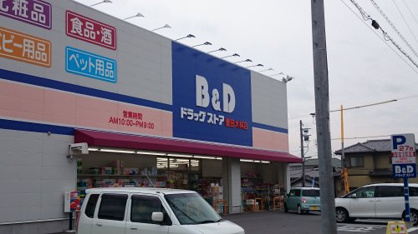 化粧品
食品・酒
ベビー用品
ペット用品
B&D
ドラッグストア
営業時間
AM10:00-PM9:00
P
B&D